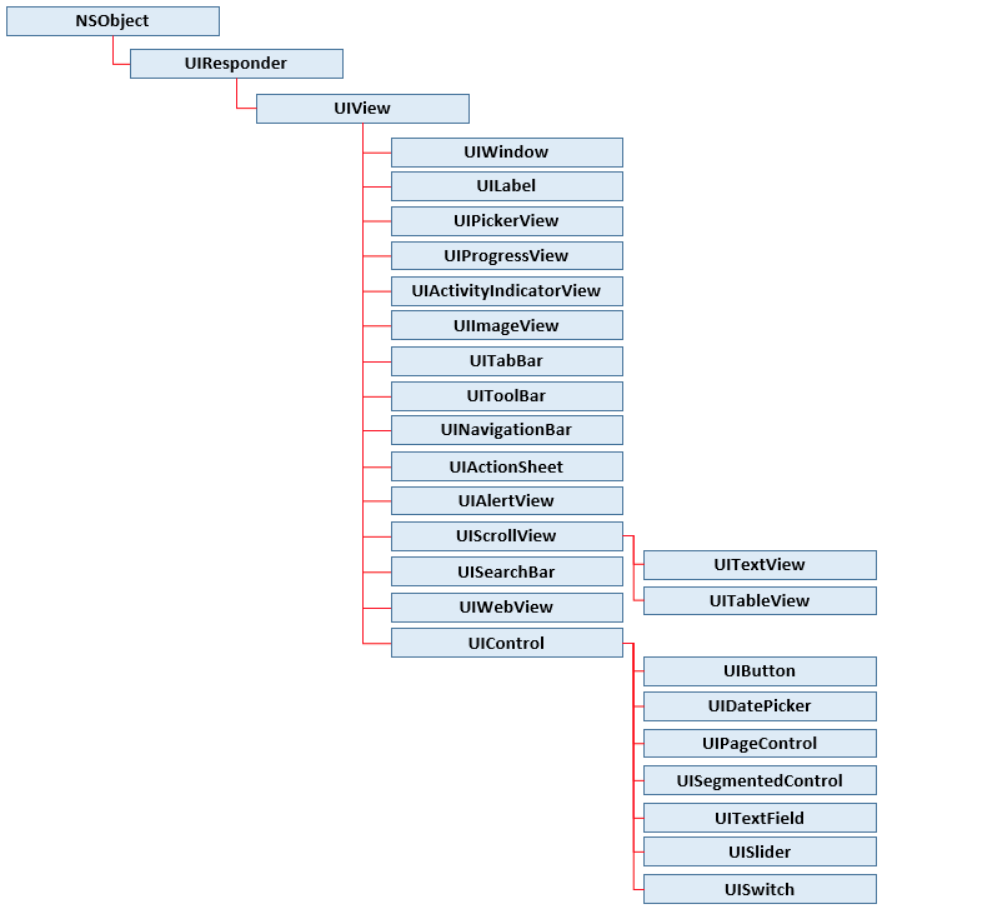 NSObject
UIResponder
UIView
UIWindow
UILabel
UIPickerView
UIProgressView
UIActivityIndicatorView
UIImageView
UITabBar
UIToolBar
UINavigationBar
UIActionSheet
UIAlertView
UIScrollView
UITextView
UITableView
UISearchBar
UIWebView
UIControl
UIButton
UIDatePicker
UIPageControl
UISegmentedControl
UITextField
UISlider
UISwitch